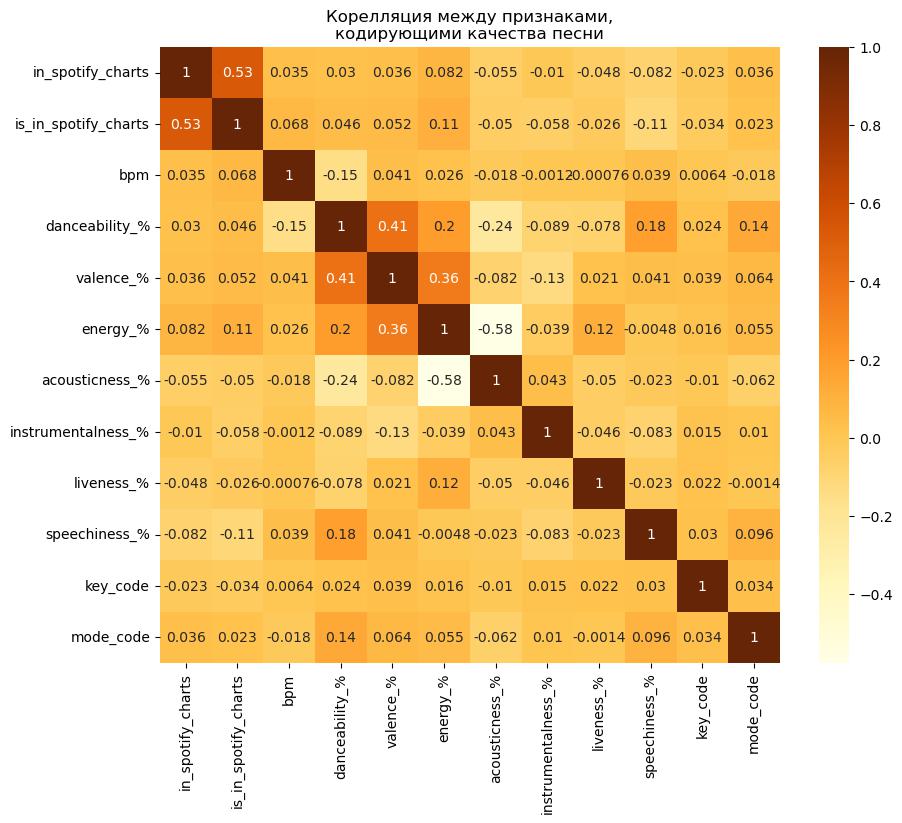 Корелляция между признаками,
кодирующими качества песни
in_spotify_charts 1 0.53 0.035 0.03 0.036 0.082 -0.055 -0.01 -0.048 -0.082 -0.023 0.036
is_in_spotify_charts 0.53 1 0.068 0.046 0.052 0.11 -0.05 -0.058 -0.026 -0.11 -0.034 0.023
bpm 0.035 0.068 1 -0.15 0.041 0.026 -0.018 -0.0012 0.00076 0.039 0.0064 -0.018
danceability_% 0.03 0.046 -0.15 1 0.41 0.2 -0.24 -0.089 -0.078 0.18 0.024 0.14
valence_% 0.036 0.052 0.041 0.41 1 0.36 -0.082 -0.13 0.021 0.041 0.039 0.064
energy_% 0.082 0.11 0.026 0.2 0.36 1 -0.58 -0.039 0.12 -0.0048 0.016 0.055
acousticness_% -0.055 -0.05 -0.018 -0.24 -0.082 -0.58 1 0.043 -0.05 -0.023 -0.01 -0.062
instrumentalness_% -0.01 -0.058 -0.0012 -0.089 -0.13 -0.039 0.043 1 -0.046 -0.083 0.015 0.01
liveness_% -0.048 -0.026 -0.00076 -0.078 0.021 0.12 -0.05 -0.046 1 -0.023 0.022 -0.0014
speechiness_% -0.082 -0.11 0.039 0.18 0.041 -0.0048 -0.023 -0.083 -0.023 1 0.03 0.096
key_code -0.023 -0.034 0.0064 0.024 0.039 0.016 -0.01 0.015 0.022 0.03 1 0.034
mode_code 0.036 0.023 -0.018 0.14 0.064 0.055 -0.062 0.01 -0.0014 0.096 0.034 1
in_spotify_charts
is_in_spotify_charts
bpm
danceability_%
valence_%
energy_%
acousticness_%
instrumentalness_%
liveness_%
speechiness_%
key_code
mode_code
1.0
0.8
0.6
0.4
0.2
0.0
−0.2
−0.4